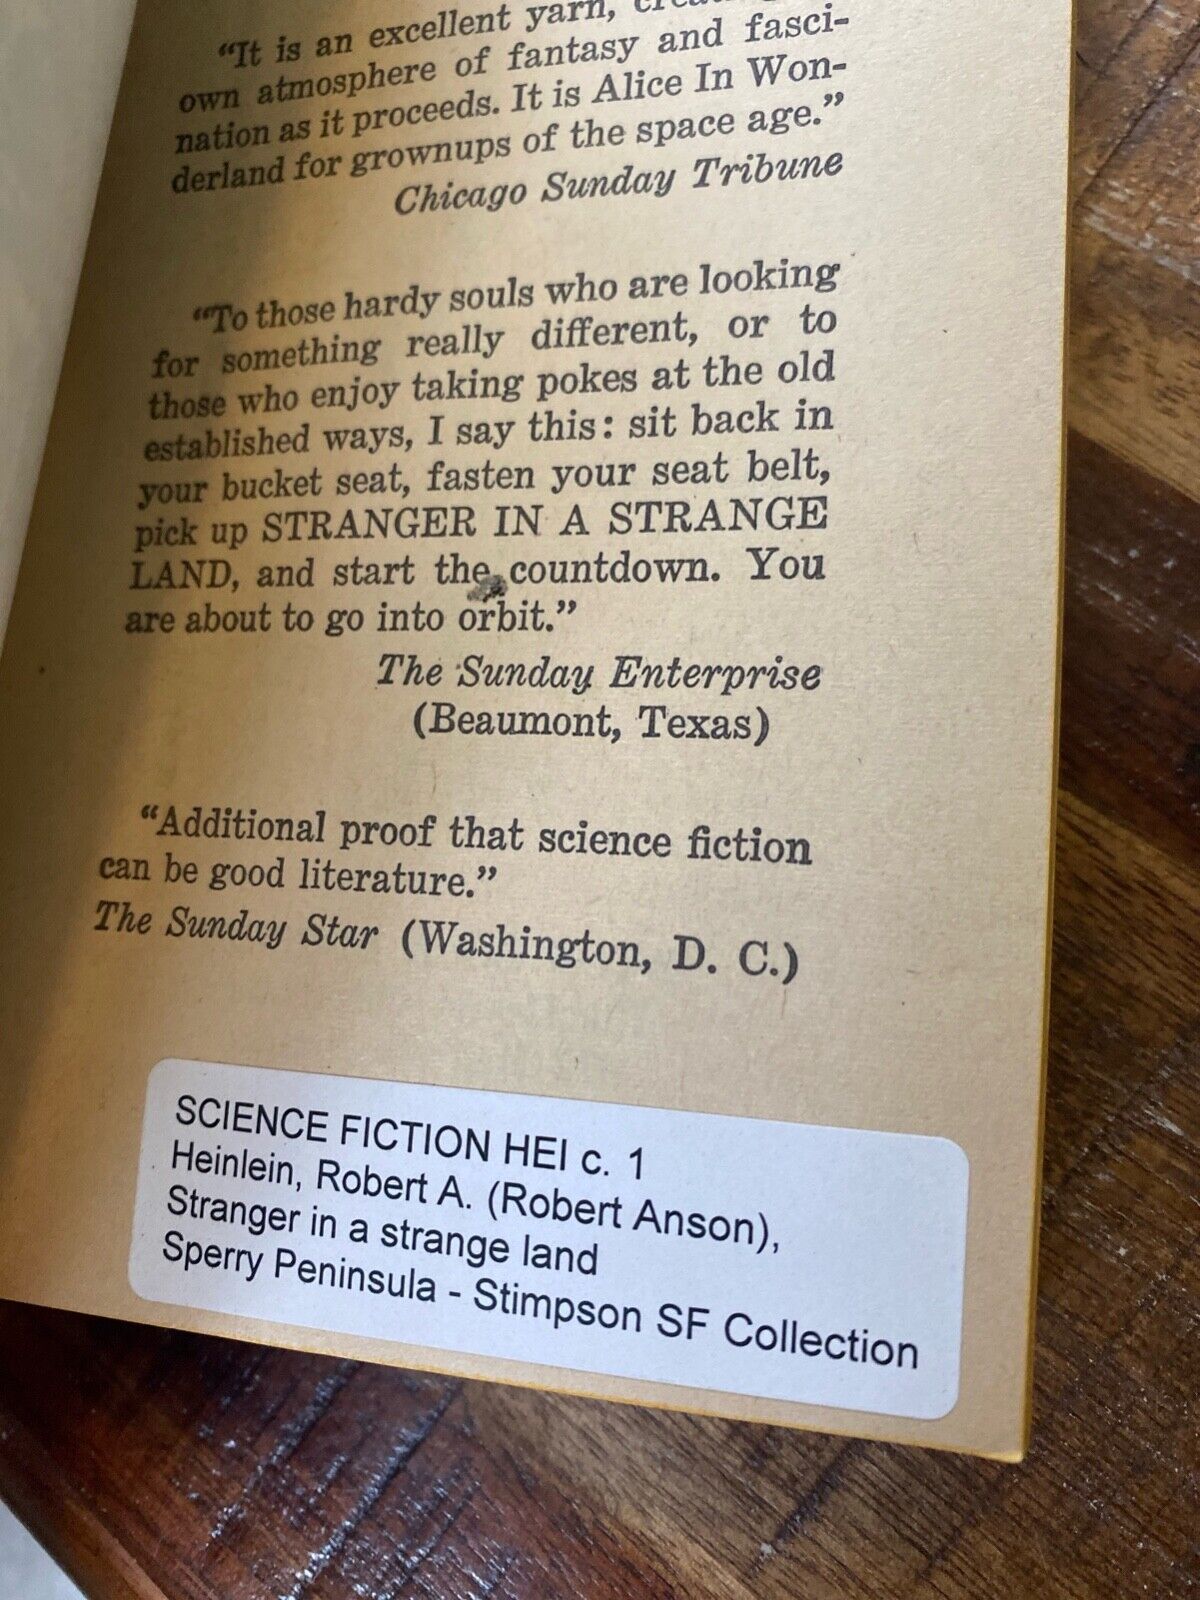 "It is an excellent yarn,
own atmosphere of fantasy and fasci-
nation as it proceeds. It is Alice In Won-
derland for grownups of the space age."
Chicago Sunday Tribune
"To those hardy souls who are looking
for something really different, or to
those who enjoy taking pokes at the old
established ways, I say this: sit back in
your bucket seat, fasten your seat belt,
pick up STRANGER IN A STRANGE
LAND, and start the countdown. You
are about to go into orbit."
The Sunday Enterprise
(Beaumont, Texas)
"Additional proof that science fiction
can be good literature."
The Sunday Star (Washington, D. C.)
SCIENCE FICTION HEI c. 1
Heinlein, Robert A. (Robert Anson),
Stranger in a strange land
Sperry Peninsula - Stimpson SF Collection